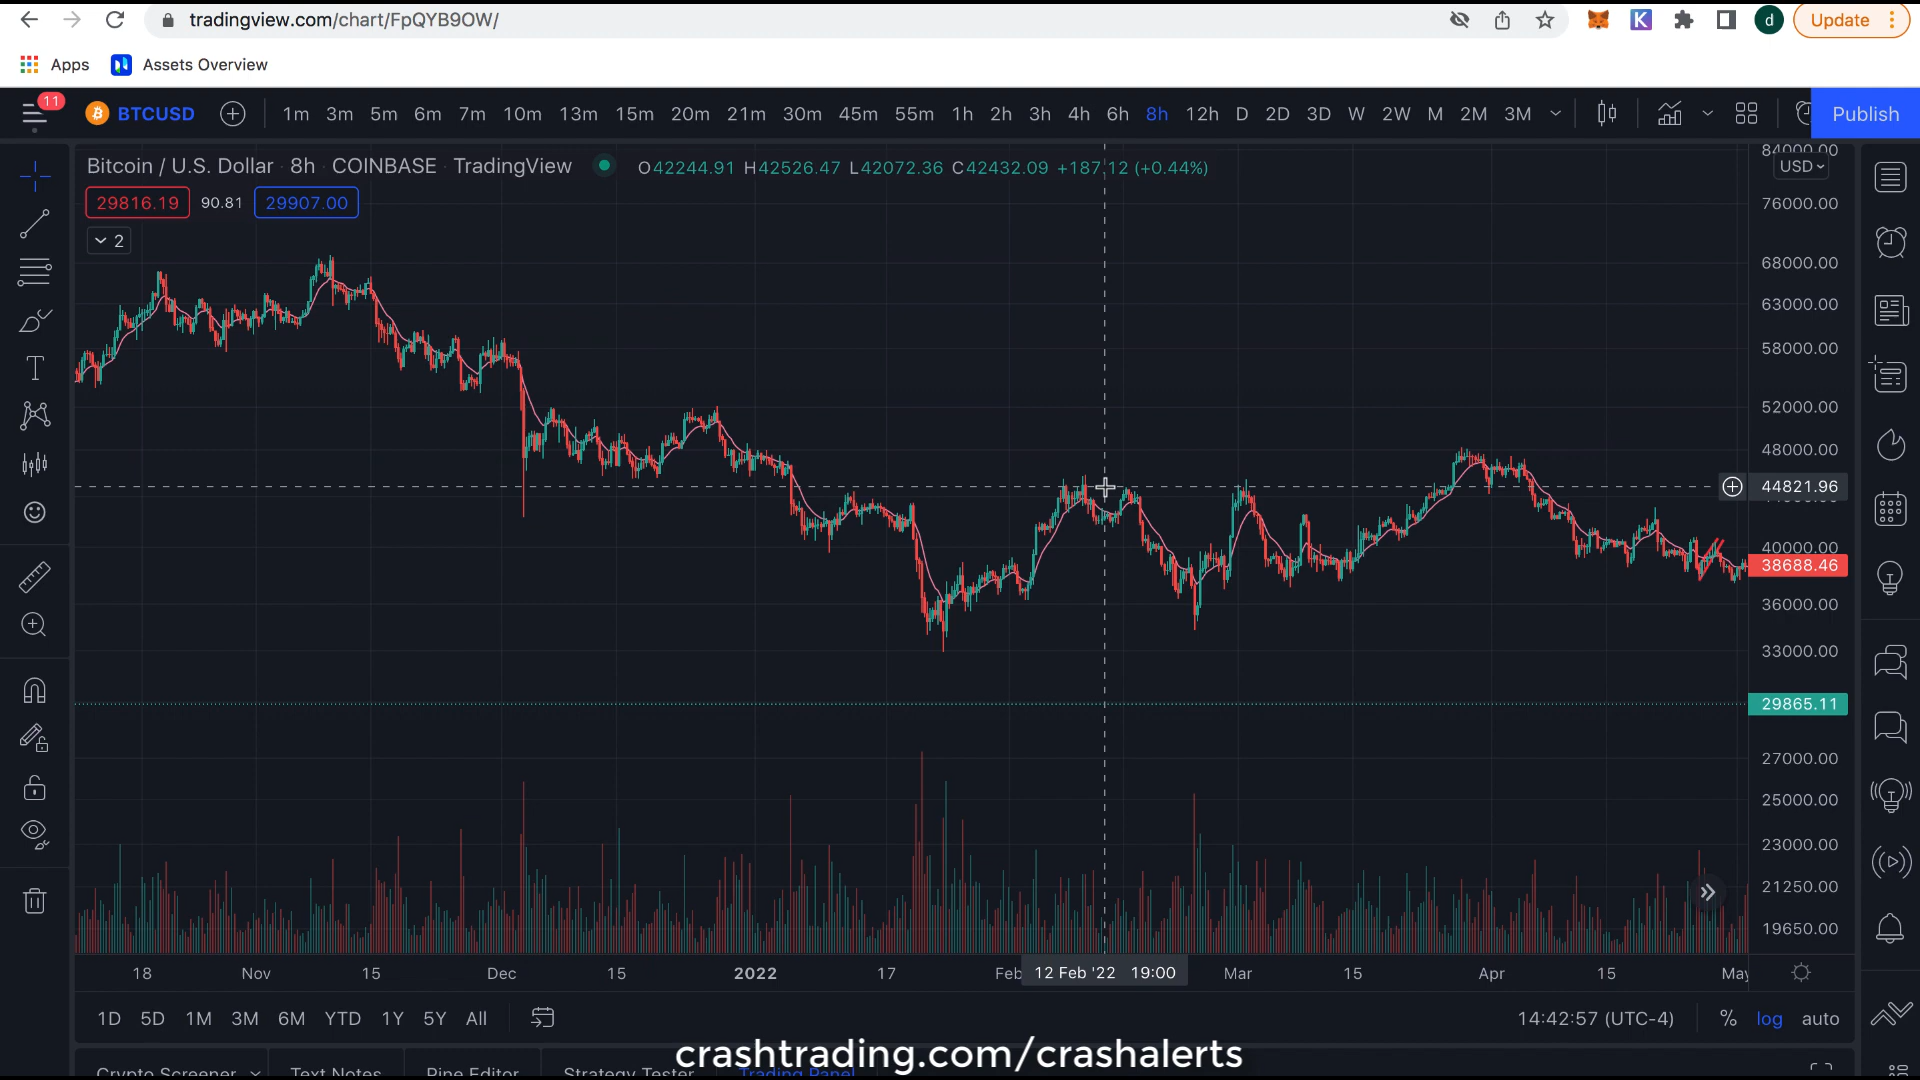 tradingview.com/chart/FpQYB9OW/
d
Update
Apps
Assets Overview
11
BTCUSD
1m 3m 5m 6m 7m 10m 13m 15m 20m 21m 30m 45m 55m 1h 2h 3h 4h 6h 8h 12h D 2D 3D W 2W M 2M 3M
Publish
Bitcoin / U.S. Dollar · 8h · COINBASE · TradingView
O42244.91 H42526.47 L42072.36 C42432.09 +187.12 (+0.44%)
84000.00
USD
29816.19 90.81 29907.00
76000.00
2
68000.00
63000.00
58000.00
52000.00
48000.00
44821.96
40000.00
38688.46
36000.00
33000.00
29865.11
27000.00
25000.00
23000.00
21250.00
19650.00
18 Nov 15 Dec 15 2022 17 Feb 12 Feb '22 19:00 Mar 15 Apr 15 May
1D 5D 1M 3M 6M YTD 1Y 5Y All
14:42:57 (UTC-4) % log auto
crashtrading.com/crashalerts
Crypto Screener Text Notes Pine Editor Strategy Tester Trading Panel